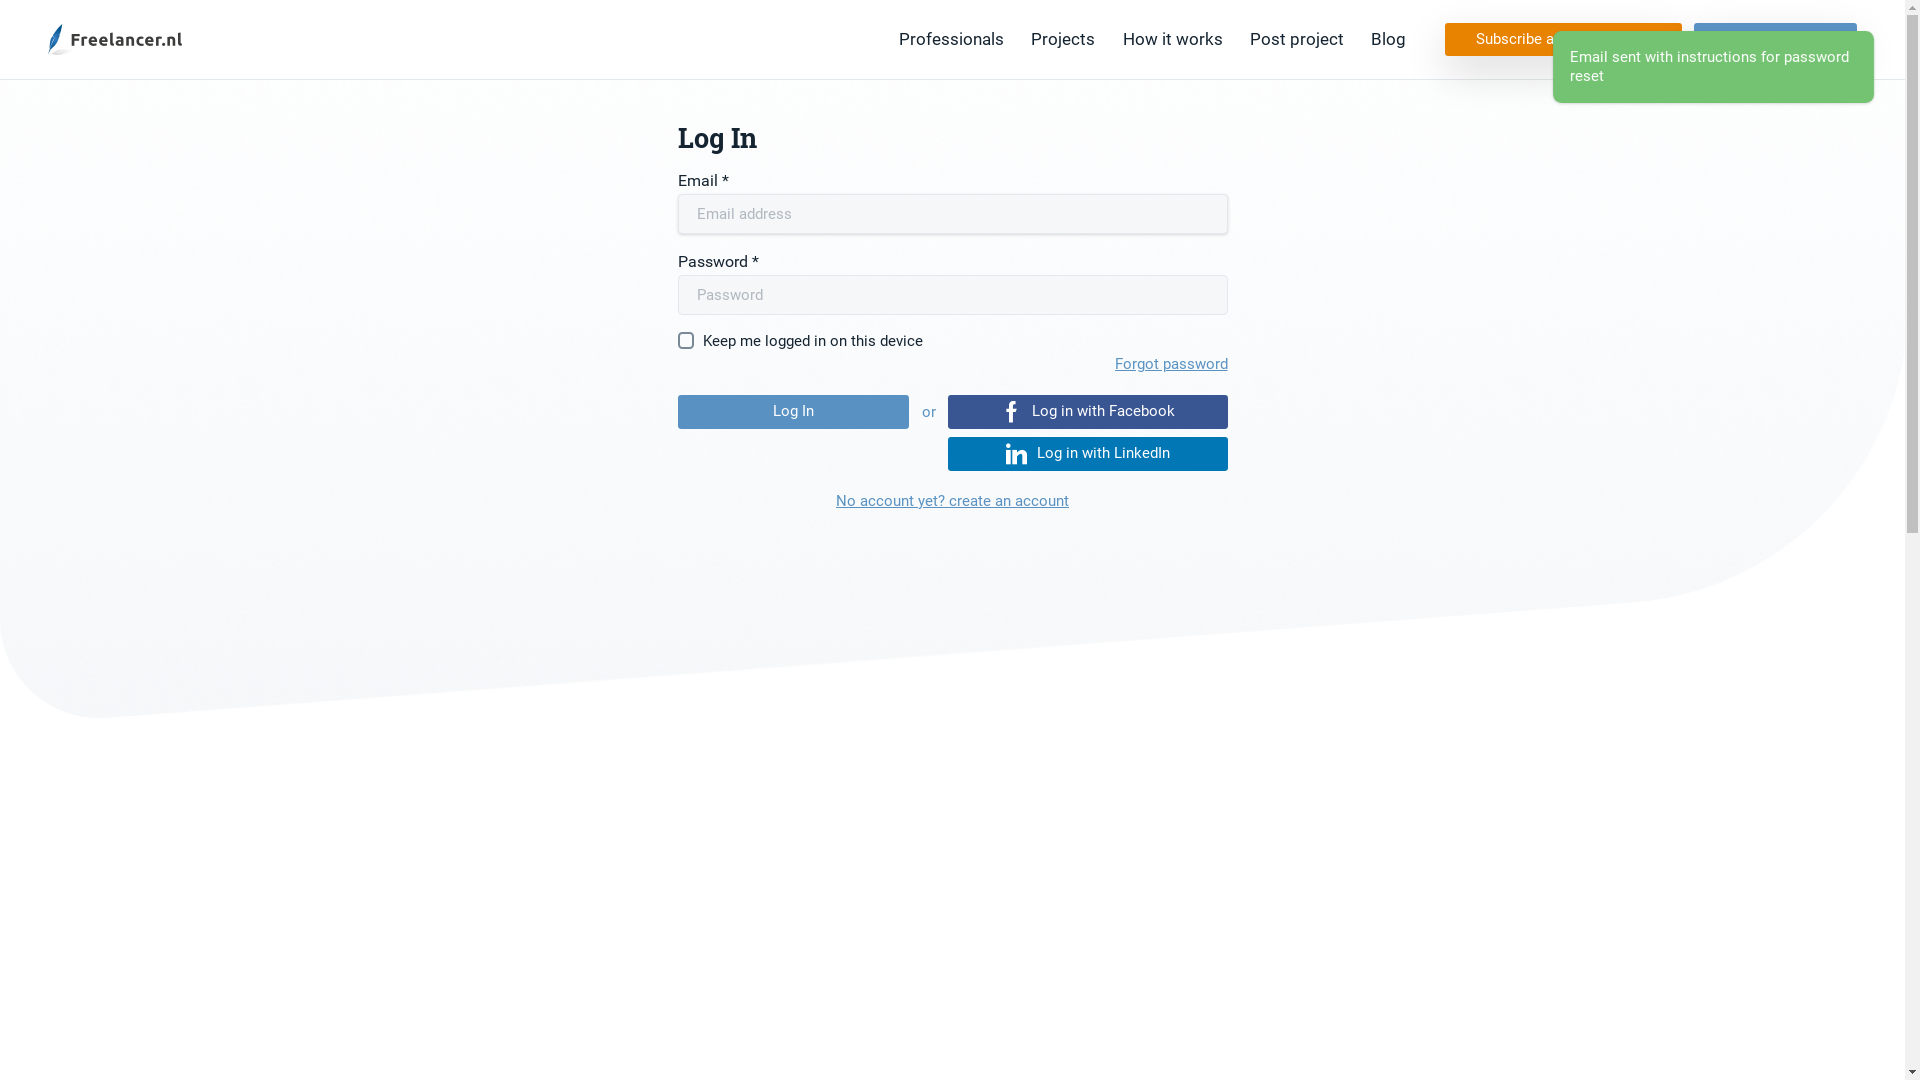 Freelancer.nl
Professionals
Projects
How it works
Post project
Blog
Subscribe
Email sent with instructions for password
reset
Log In
Email *
Email address
Password *
Password
Keep me logged in on this device
Forgot password
Log In
or
Log in with Facebook
Log in with LinkedIn
No account yet? create an account